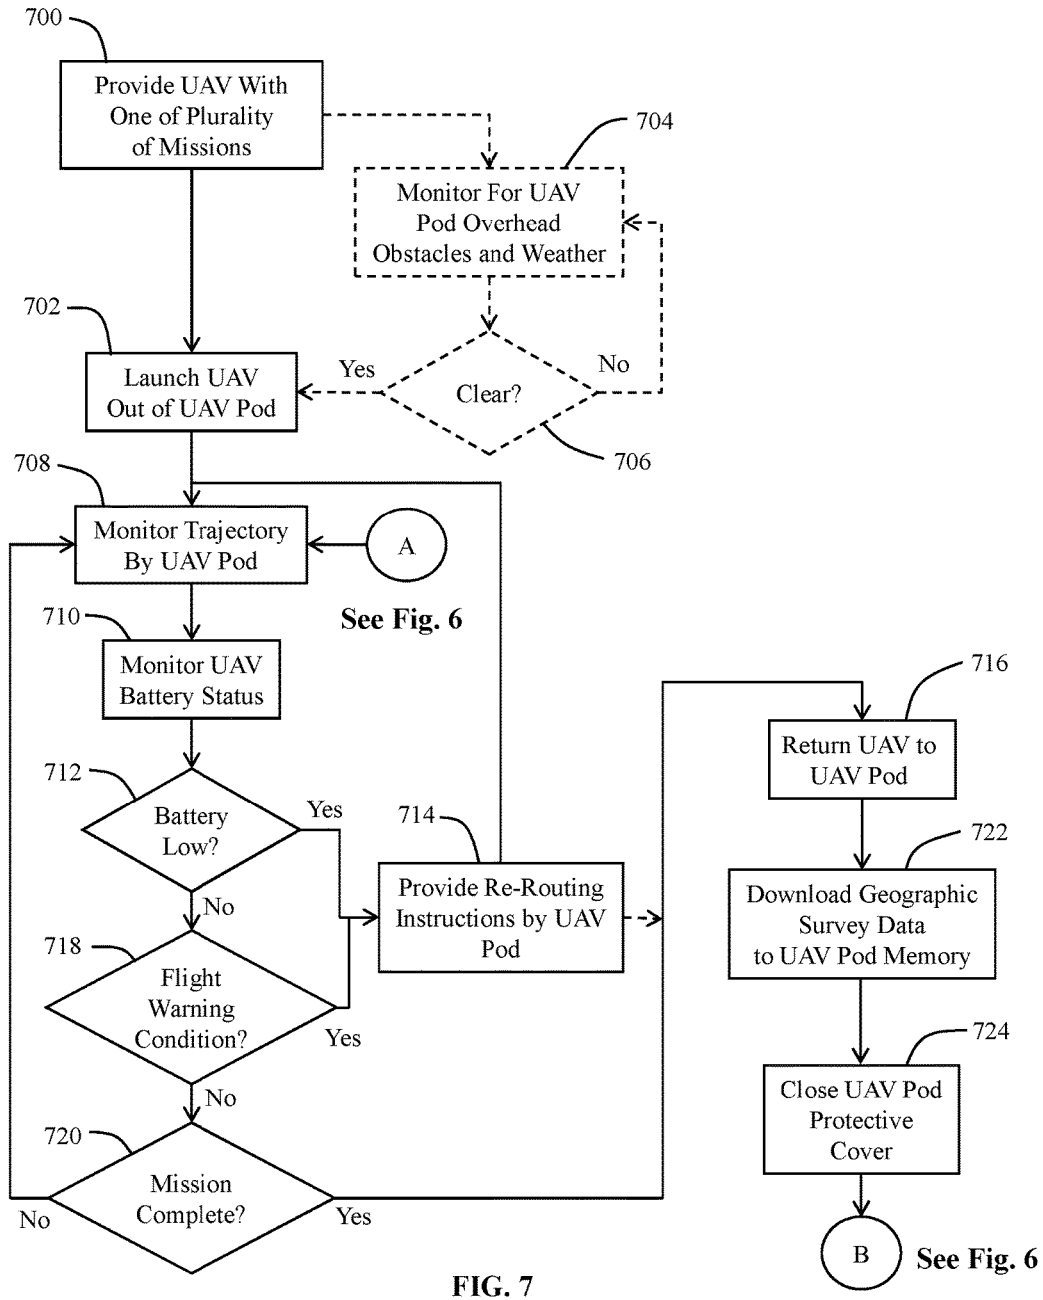 700
Provide UAV With
One of Plurality
of Missions
704
Monitor For UAV
Pod Overhead
Obstacles and Weather
702
Launch UAV
Out of UAV Pod
Yes
Clear?
No
706
708
Monitor Trajectory
By UAV Pod
A
See Fig. 6
710
Monitor UAV
Battery Status
712
Battery
Low?
Yes
No
714
Provide Re-Routing
Instructions by UAV
Pod
718
Flight
Warning
Condition?
Yes
No
720
Mission
Complete?
No
Yes
716
Return UAV to
UAV Pod
722
Download Geographic
Survey Data
to UAV Pod Memory
724
Close UAV Pod
Protective
Cover
B
See Fig. 6
FIG. 7